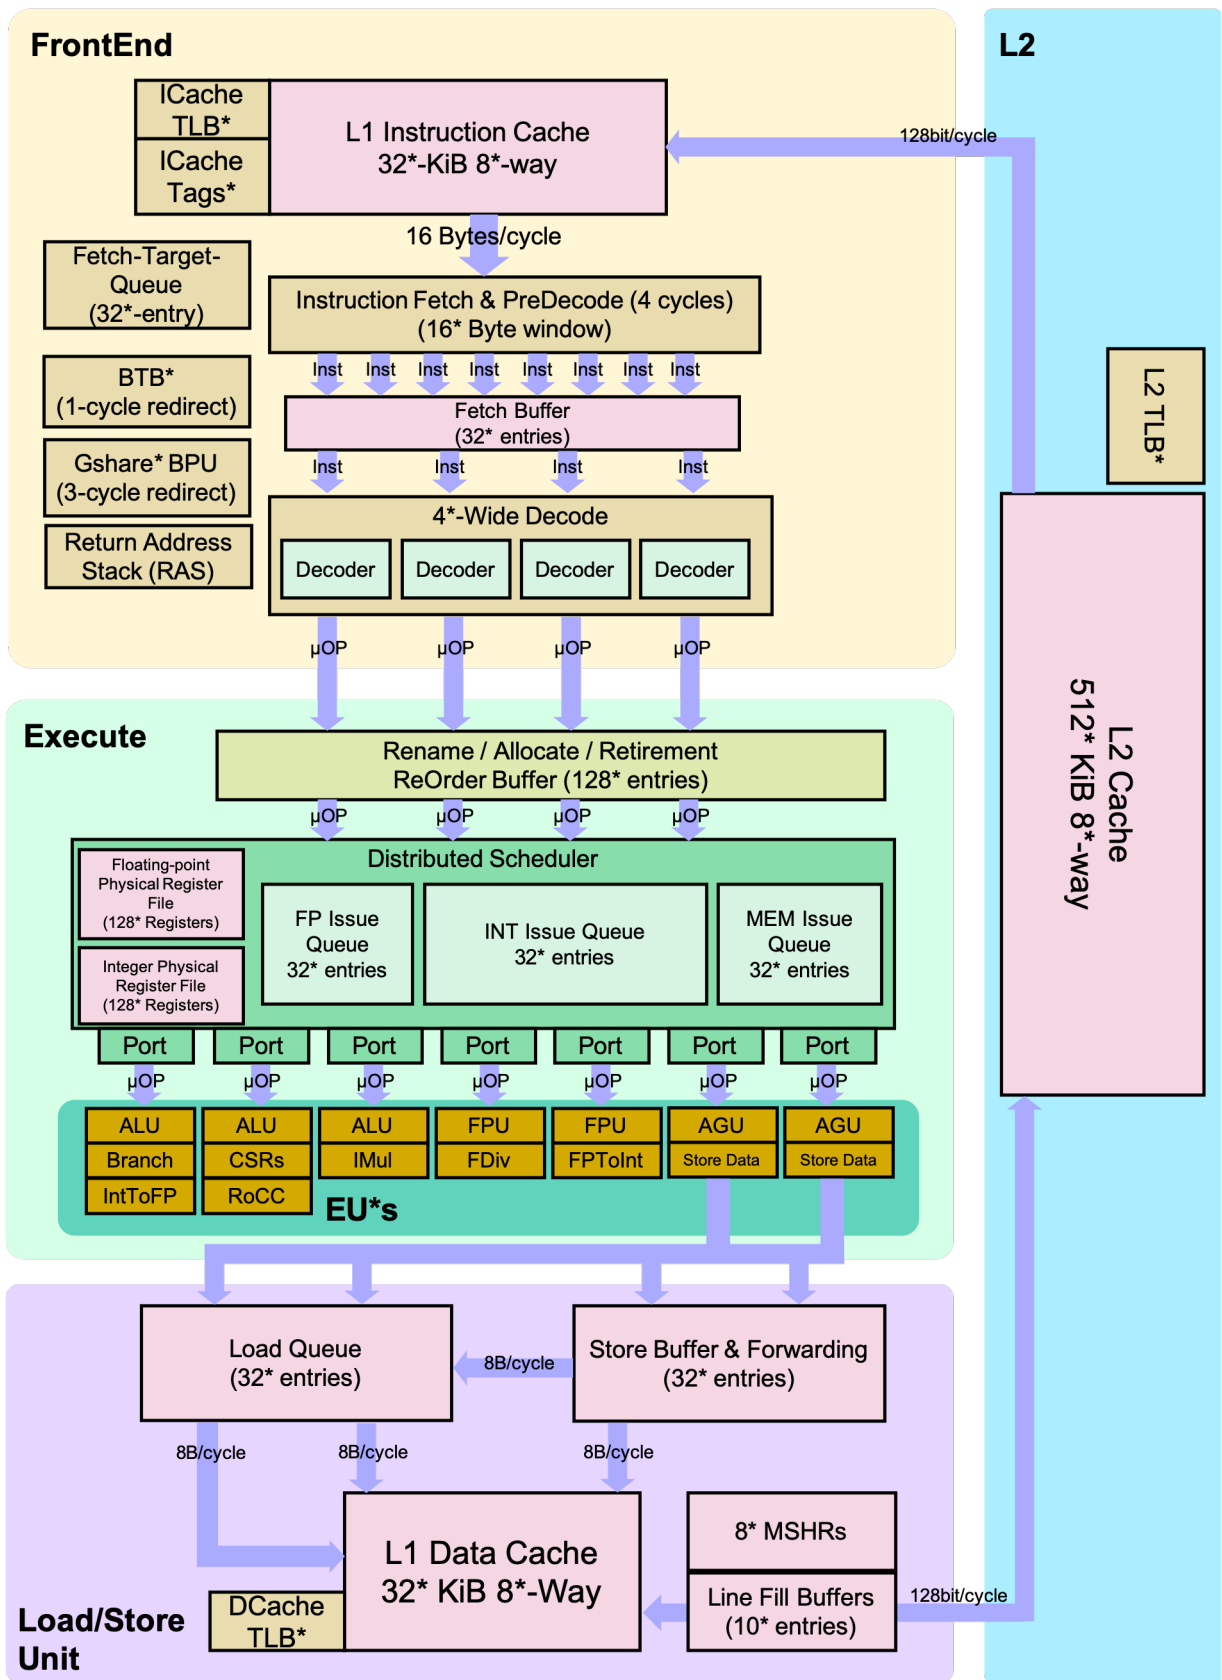 FrontEnd
L2
ICache
TLB*
ICache
Tags*
L1 Instruction Cache
32*-KiB 8*-way
128bit/cycle
16 Bytes/cycle
Fetch-Target-
Queue
(32*-entry)
Instruction Fetch & PreDecode (4 cycles)
(16* Byte window)
Inst Inst Inst Inst Inst Inst Inst Inst
BTB*
(1-cycle redirect)
Fetch Buffer
(32* entries)
L2 TLB*
Inst Inst Inst Inst
Gshare* BPU
(3-cycle redirect)
Return Address
Stack (RAS)
4*-Wide Decode
Decoder Decoder Decoder Decoder
µOP µOP µOP µOP
L2 Cache
512* KiB 8*-way
Execute
Rename / Allocate / Retirement
ReOrder Buffer (128* entries)
µOP µOP µOP µOP
Distributed Scheduler
Floating-point
Physical Register
File
(128* Registers)
Integer Physical
Register File
(128* Registers)
FP Issue
Queue
32* entries
INT Issue Queue
32* entries
MEM Issue
Queue
32* entries
Port Port Port Port Port Port Port
µOP µOP µOP µOP µOP µOP µOP
ALU ALU ALU FPU FPU AGU AGU
Branch CSRs IMul FDiv FPToInt Store Data Store Data
IntToFP RoCC
EU*s
Load Queue
(32* entries)
8B/cycle
Store Buffer & Forwarding
(32* entries)
8B/cycle 8B/cycle 8B/cycle
L1 Data Cache
32* KiB 8*-Way
8* MSHRs
Line Fill Buffers
(10* entries)
128bit/cycle
DCache
TLB*
Load/Store
Unit